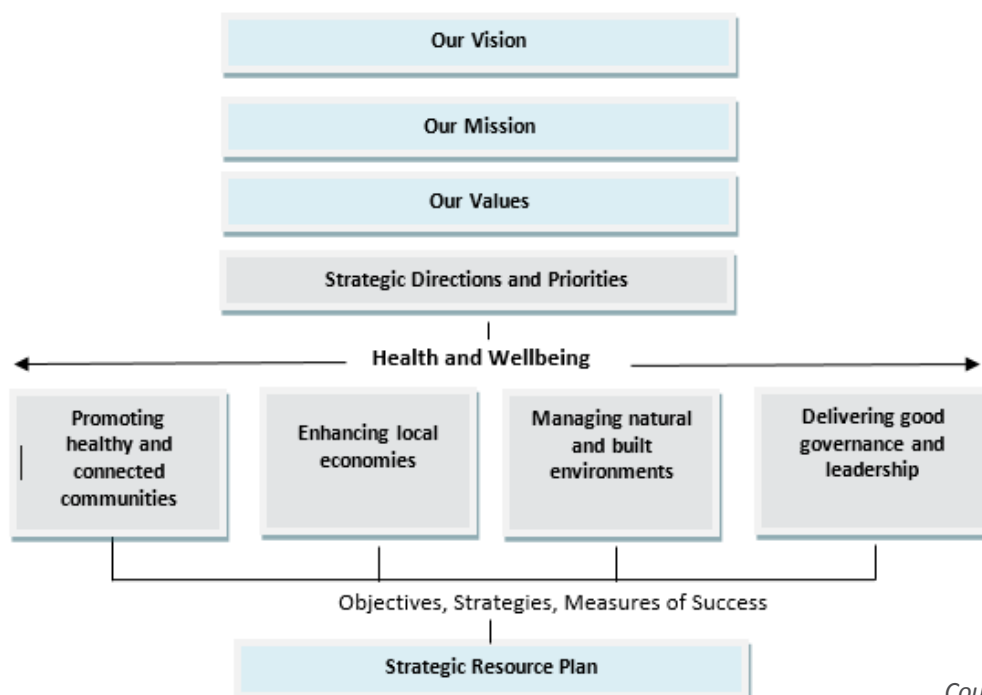 Our Vision
Our Mission
Our Values
Strategic Directions and Priorities
Health and Wellbeing
Promoting
healthy and
connected
communities
Enhancing local
economies
Managing natural
and built
environments
Delivering good
governance and
leadership
Objectives, Strategies, Measures of Success
Strategic Resource Plan